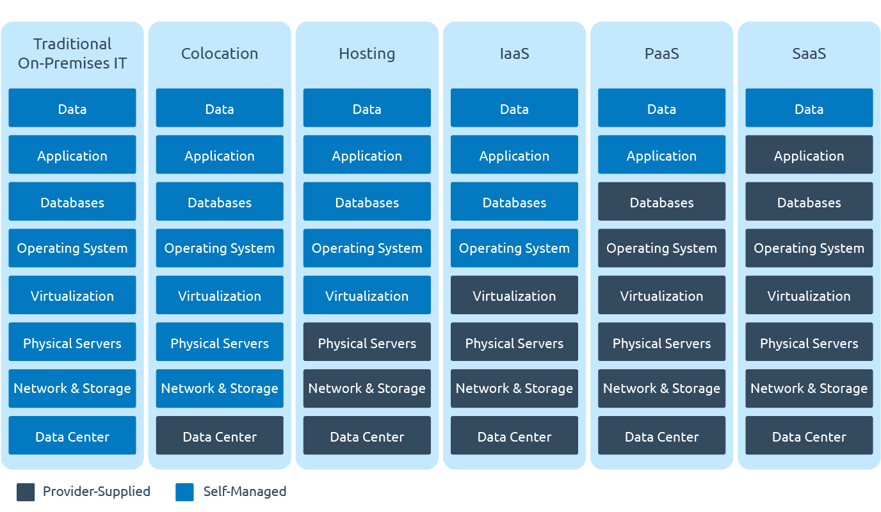 Traditional
On-Premises IT
Colocation
Hosting
IaaS
PaaS
SaaS
Data
Data
Data
Data
Data
Data
Application
Application
Application
Application
Application
Application
Databases
Databases
Databases
Databases
Databases
Databases
Operating System
Operating System
Operating System
Operating System
Operating System
Operating System
Virtualization
Virtualization
Virtualization
Virtualization
Virtualization
Virtualization
Physical Servers
Physical Servers
Physical Servers
Physical Servers
Physical Servers
Physical Servers
Network & Storage
Network & Storage
Network & Storage
Network & Storage
Network & Storage
Network & Storage
Data Center
Data Center
Data Center
Data Center
Data Center
Data Center
Provider-Supplied
Self-Managed